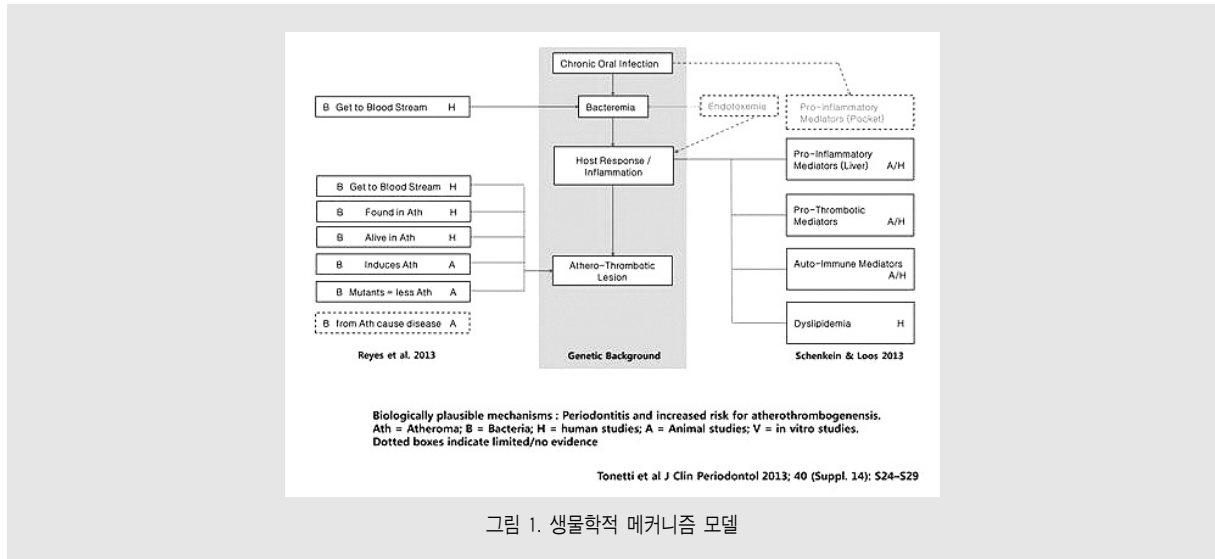 Chronic Oral Infection
B Get to Blood Stream H
Bacteremia
Endotoxemia
Pro-inflammatory
Mediators (Pocket)
Host Response /
Inflammation
Pro-Inflammatory
Mediators (Liver) A/H
B Get to Blood Stream H
B Found in Ath H
B Alive in Ath H
B Induces Ath A
B Mutants = less Ath A
B from Ath cause disease A
Pro-Thrombotic
Mediators A/H
Athero-Thrombotic
Lesion
Auto-Immune Mediators
A/H
Dyslipidemia H
Reyes et al. 2013
Genetic Background
Schenkein & Loos 2013
Biologically plausible mechanisms : Periodontitis and increased risk for atherothrombogenensis.
Ath = Atheroma; B = Bacteria; H = human studies; A = Animal studies; V = in vitro studies.
Dotted boxes indicate limited/no evidence
Tonetti et al J Clin Periodontol 2013; 40 (Suppl. 14): S24-S29
그림 1. 생물학적 메커니즘 모델